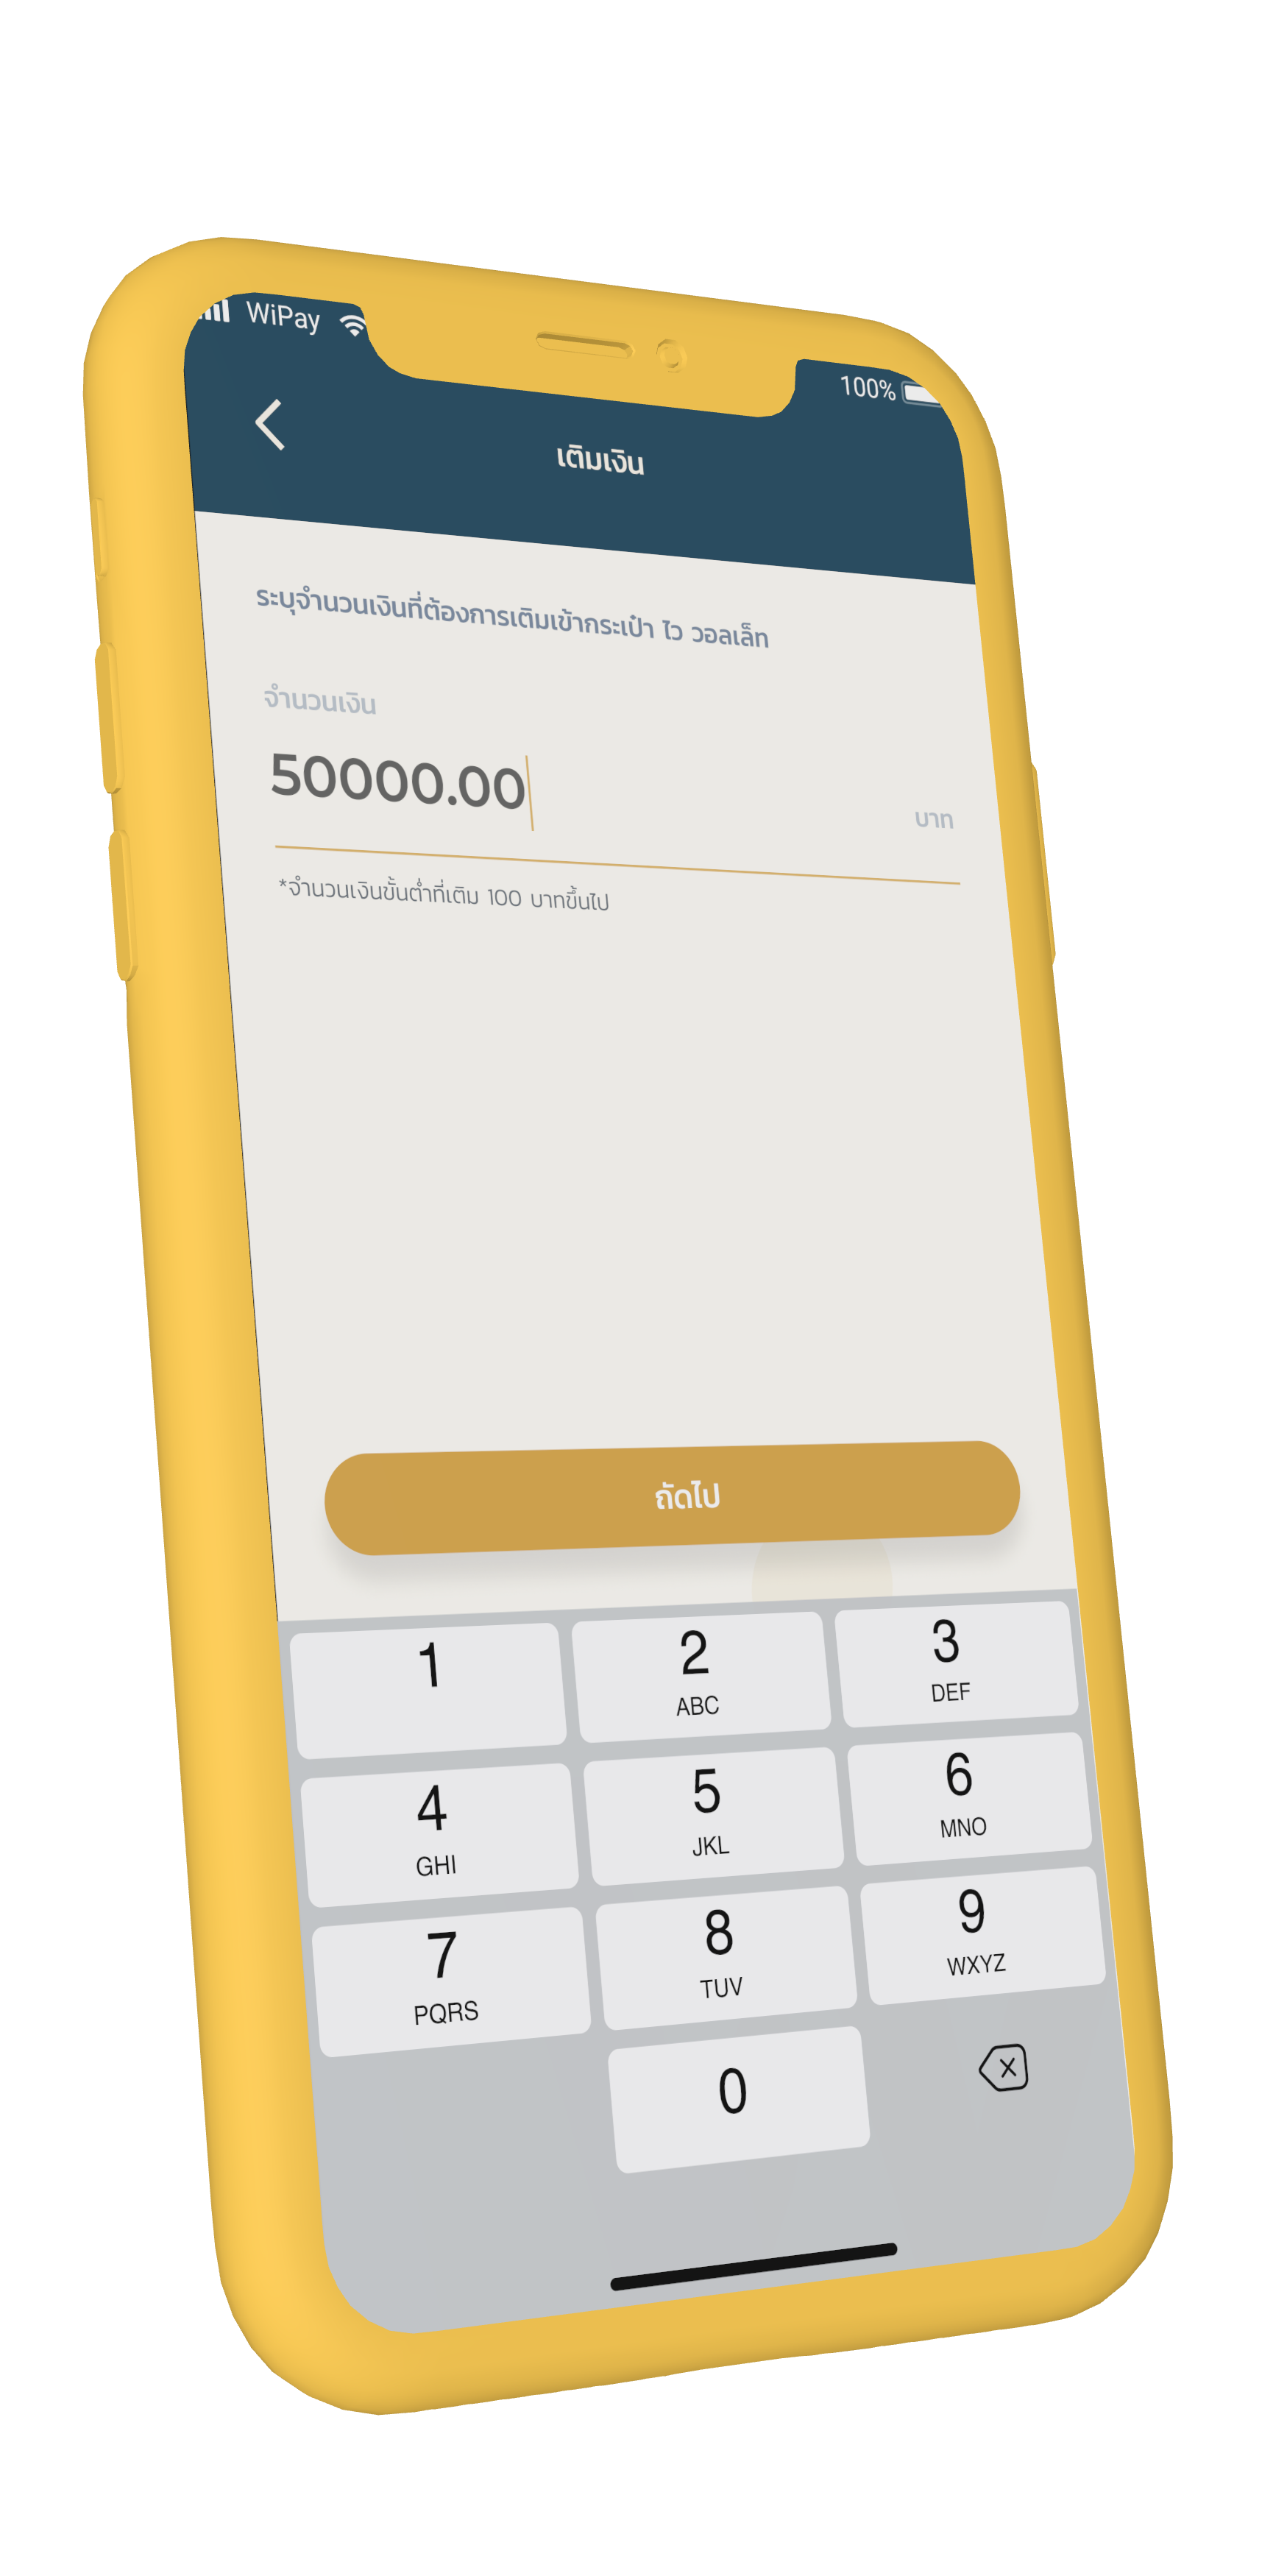 WiPay 100%
เติมเงิน
ระบุจำนวนเงินที่ต้องการเติมเข้ากระเป๋า ไว วอลเล็ท
จำนวนเงิน
50000.00 บาท
*จำนวนเงินขั้นต่ำที่เติม 100 บาทขึ้นไป
ถัดไป
1 2 3
ABC DEF
4 5 6
GHI JKL MNO
7 8 9
PQRS TUV WXYZ
0